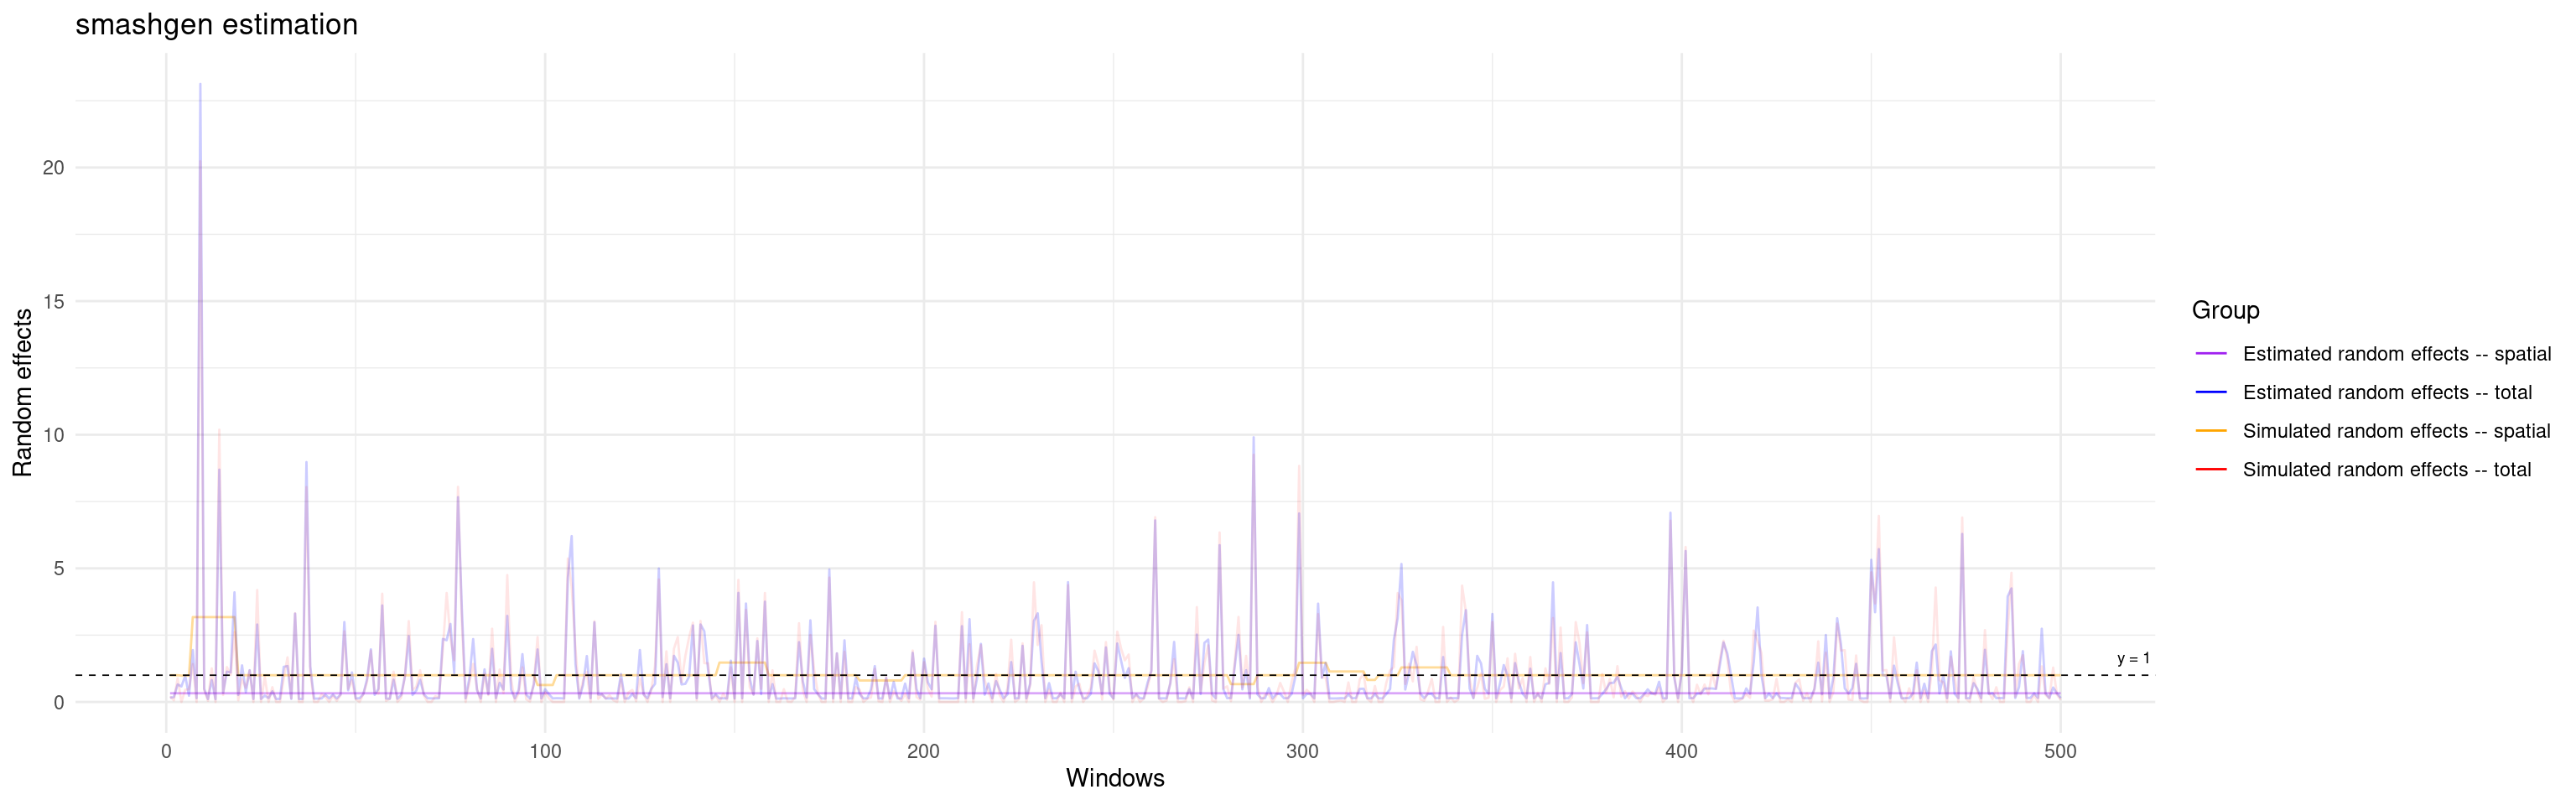 smashgen estimation
Random effects
20
15
10
5
0
y = 1
0 100 200 300 400 500
Windows
Group
Estimated random effects -- spatial
Estimated random effects -- total
Simulated random effects -- spatial
Simulated random effects -- total